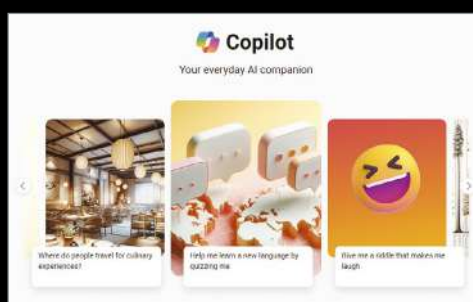 Copilot
Your everyday AI companion
Where do people travel for culinary
experiences?
Help me learn a new language by
quizzing me
Give me a riddle that makes me
laugh